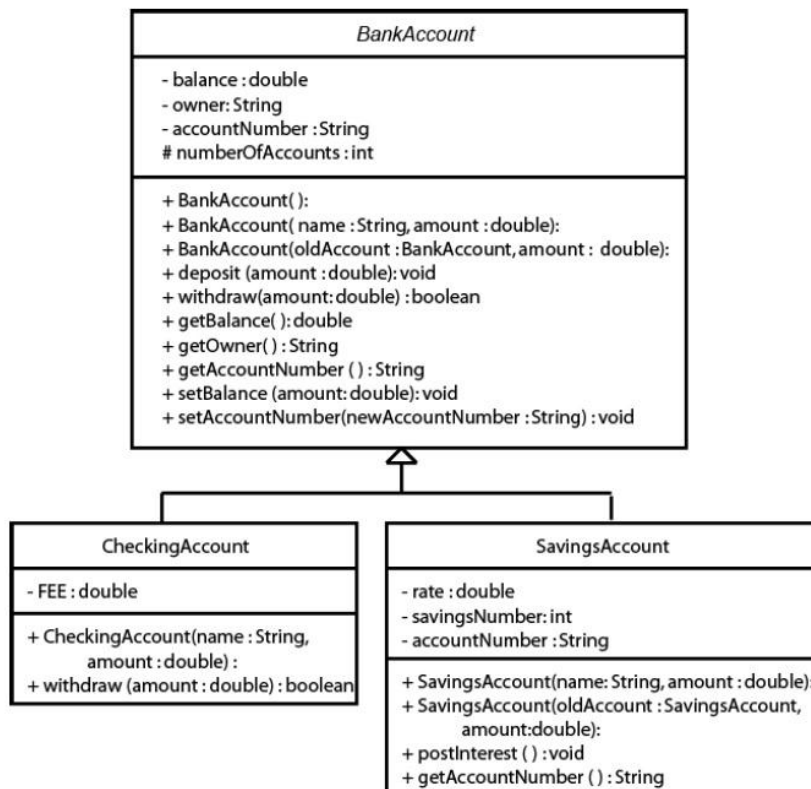 BankAccount
- balance : double
- owner: String
- accountNumber : String
# numberOfAccounts : int
+ BankAccount( ):
+ BankAccount( name : String, amount : double):
+ BankAccount(oldAccount : BankAccount, amount : double):
+ deposit (amount : double): void
+ withdraw(amount: double) : boolean
+ getBalance( ): double
+ getOwner( ) : String
+ getAccountNumber ( ) : String
+ setBalance (amount: double): void
+ setAccountNumber(newAccountNumber : String) : void
CheckingAccount
- FEE : double
+ CheckingAccount(name : String,
amount : double) :
+ withdraw (amount : double) : boolean
SavingsAccount
- rate : double
- savingsNumber: int
- accountNumber : String
+ SavingsAccount(name: String, amount : double):
+ SavingsAccount(oldAccount : SavingsAccount,
amount:double):
+ postInterest ( ) : void
+ getAccountNumber ( ) : String